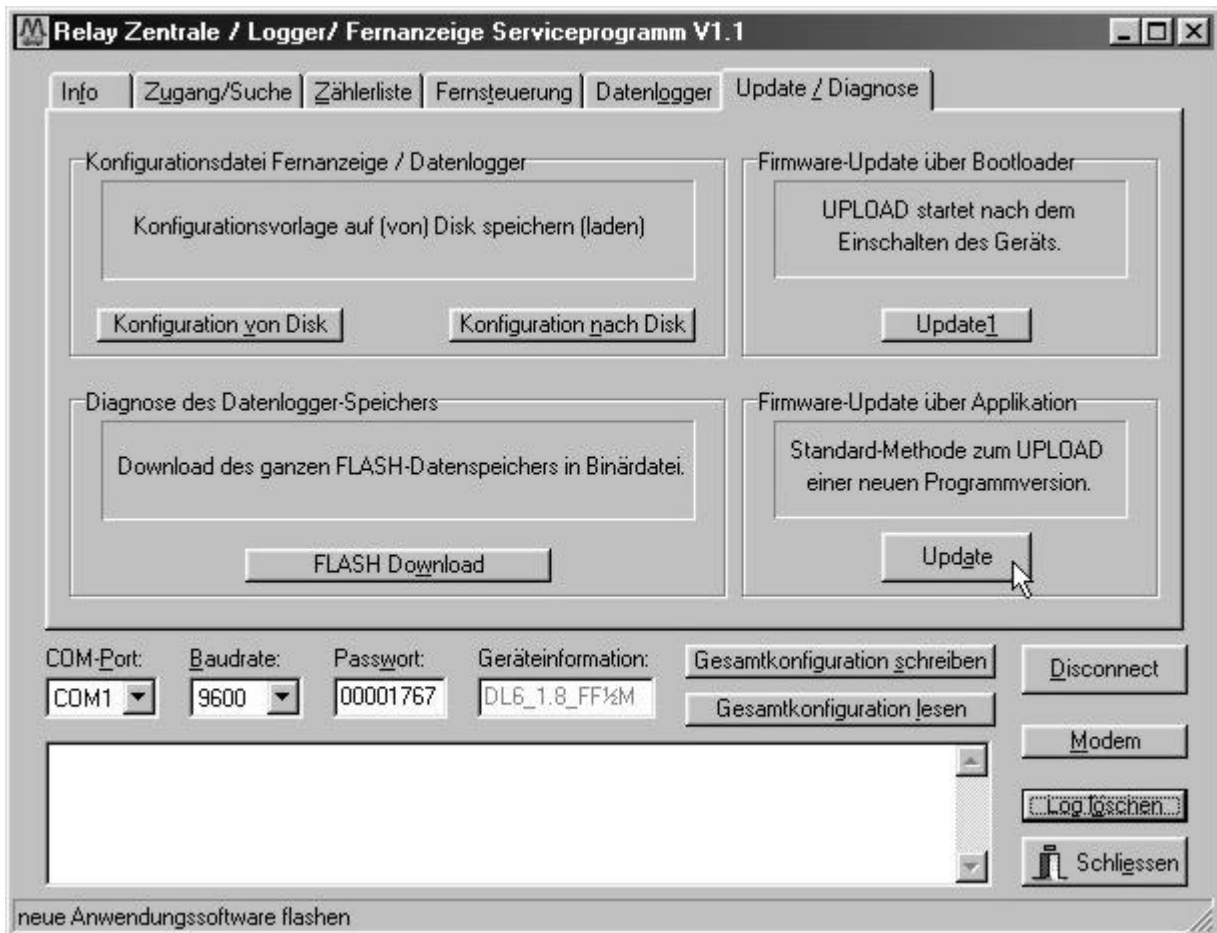 Relay Zentrale / Logger/ Fernanzeige Serviceprogramm V1.1
Info
Zugang/Suche
Zählerliste
Fernsteuerung
Datenlogger
Update / Diagnose
Konfigurationsdatei Fernanzeige / Datenlogger
Konfigurationsvorlage auf (von) Disk speichern (laden)
Konfiguration von Disk
Konfiguration nach Disk
Firmware-Update über Bootloader
UPLOAD startet nach dem
Einschalten des Geräts.
Update1
Diagnose des Datenlogger-Speichers
Download des ganzen FLASH-Datenspeichers in Binärdatei.
FLASH Download
Firmware-Update über Applikation
Standard-Methode zum UPLOAD
einer neuen Programmversion.
Update
COM-Port:
Baudrate:
Passwort:
Geräteinformation:
COM1
9600
00001767
DL6_1.8_FF½M
Gesamtkonfiguration schreiben
Gesamtkonfiguration lesen
Disconnect
Modem
Log löschen
Schliessen
neue Anwendungssoftware flashen